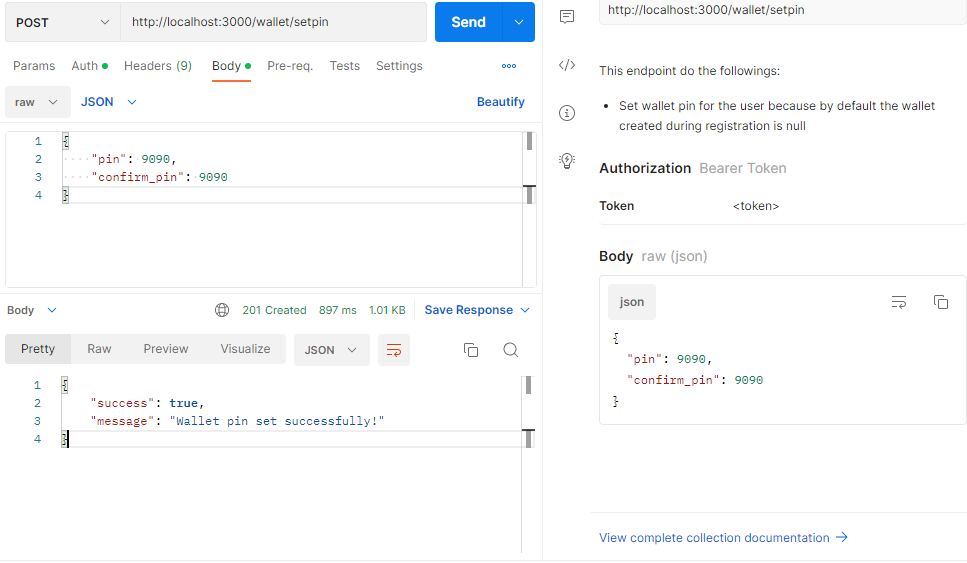 POST
http://localhost:3000/wallet/setpin
Send
Params Auth Headers (9) Body Pre-req. Tests Settings
raw JSON Beautify
1 {
2 ····"pin":·9090,
3 ····"confirm_pin":·9090
4 }
Body 201 Created 897 ms 1.01 KB Save Response
Pretty Raw Preview Visualize JSON
1 {
2 "success": true,
3 "message": "Wallet pin set successfully!"
4 }
http://localhost:3000/wallet/setpin
This endpoint do the followings:
• Set wallet pin for the user because by default the wallet
created during registration is null
Authorization Bearer Token
Token <token>
Body raw (json)
json
{
"pin": 9090,
"confirm_pin": 9090
}
View complete collection documentation →